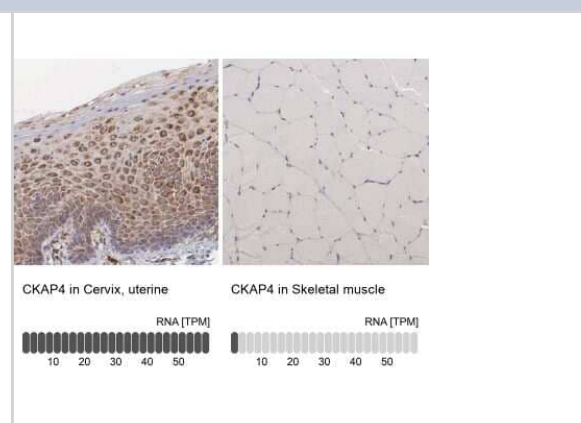 CKAP4 in Cervix, uterine
CKAP4 in Skeletal muscle
RNA [TPM]
RNA [TPM]
10 20 30 40 50
10 20 30 40 50